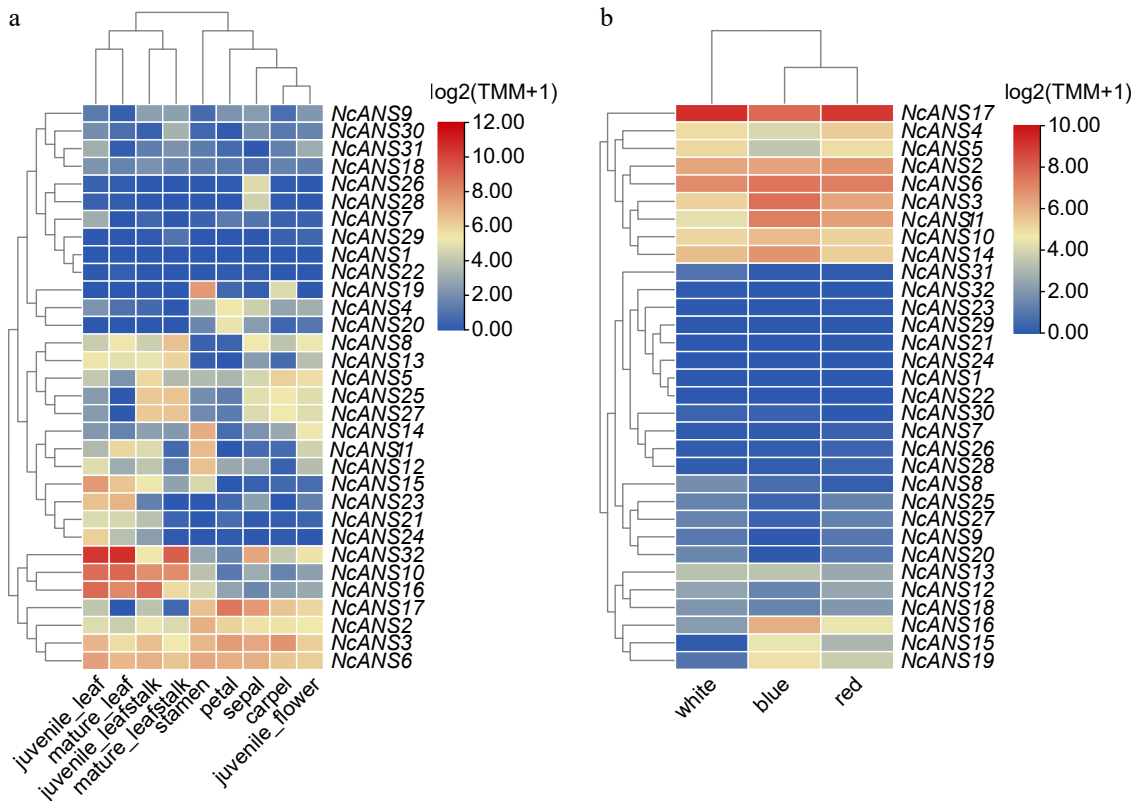 a
log2(TMM+1)
12.00
10.00
8.00
6.00
4.00
2.00
0.00
NcANS9
NcANS30
NcANS31
NcANS18
NcANS26
NcANS28
NcANS7
NcANS29
NcANS1
NcANS22
NcANS19
NcANS4
NcANS20
NcANS8
NcANS13
NcANS5
NcANS25
NcANS27
NcANS14
NcANS11
NcANS12
NcANS15
NcANS23
NcANS21
NcANS24
NcANS32
NcANS10
NcANS16
NcANS17
NcANS2
NcANS3
NcANS6
juvenile_leaf
mature_leaf
juvenile_leafstalk
mature_leafstalk
stamen
petal
sepal
carpel
juvenile_flower
b
log2(TMM+1)
10.00
8.00
6.00
4.00
2.00
0.00
NcANS17
NcANS4
NcANS5
NcANS2
NcANS6
NcANS3
NcANS11
NcANS10
NcANS14
NcANS31
NcANS32
NcANS23
NcANS29
NcANS21
NcANS24
NcANS1
NcANS22
NcANS30
NcANS7
NcANS26
NcANS28
NcANS8
NcANS25
NcANS27
NcANS9
NcANS20
NcANS13
NcANS12
NcANS18
NcANS16
NcANS15
NcANS19
white
blue
red